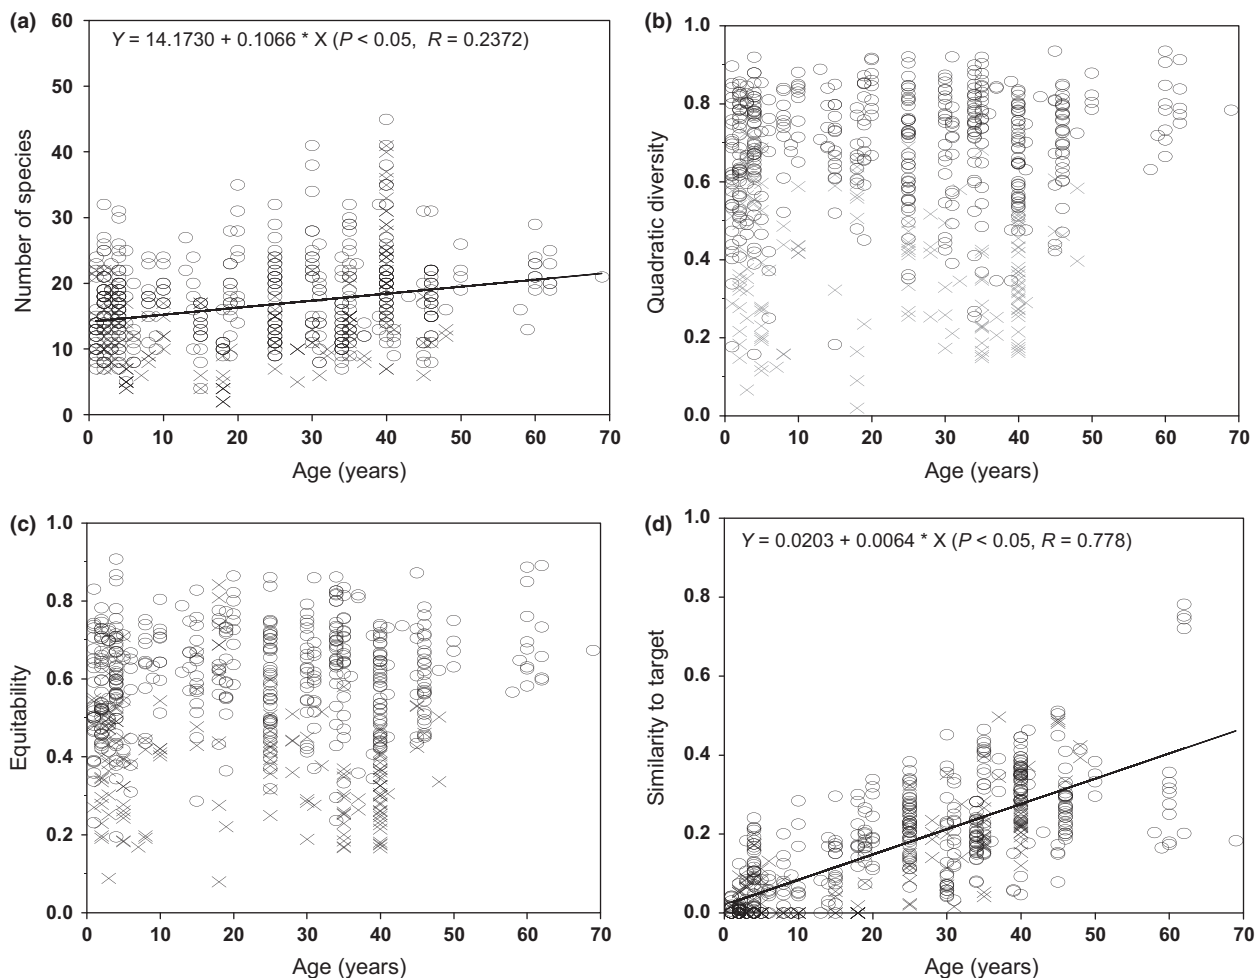 (a)
Y = 14.1730 + 0.1066 * X (P < 0.05, R = 0.2372)
60
50
40
30
20
10
0
Number of species
0 10 20 30 40 50 60 70
Age (years)
(b)
1.0
0.8
0.6
0.4
0.2
0.0
Quadratic diversity
0 10 20 30 40 50 60 70
Age (years)
(c)
1.0
0.8
0.6
0.4
0.2
0.0
Equitability
0 10 20 30 40 50 60 70
Age (years)
(d)
Y = 0.0203 + 0.0064 * X (P < 0.05, R = 0.778)
1.0
0.8
0.6
0.4
0.2
0.0
Similarity to target
0 10 20 30 40 50 60 70
Age (years)